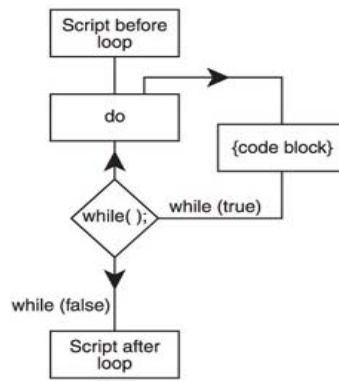 Script before
loop
do
{code block}
while( );
while (true)
while (false)
Script after
loop